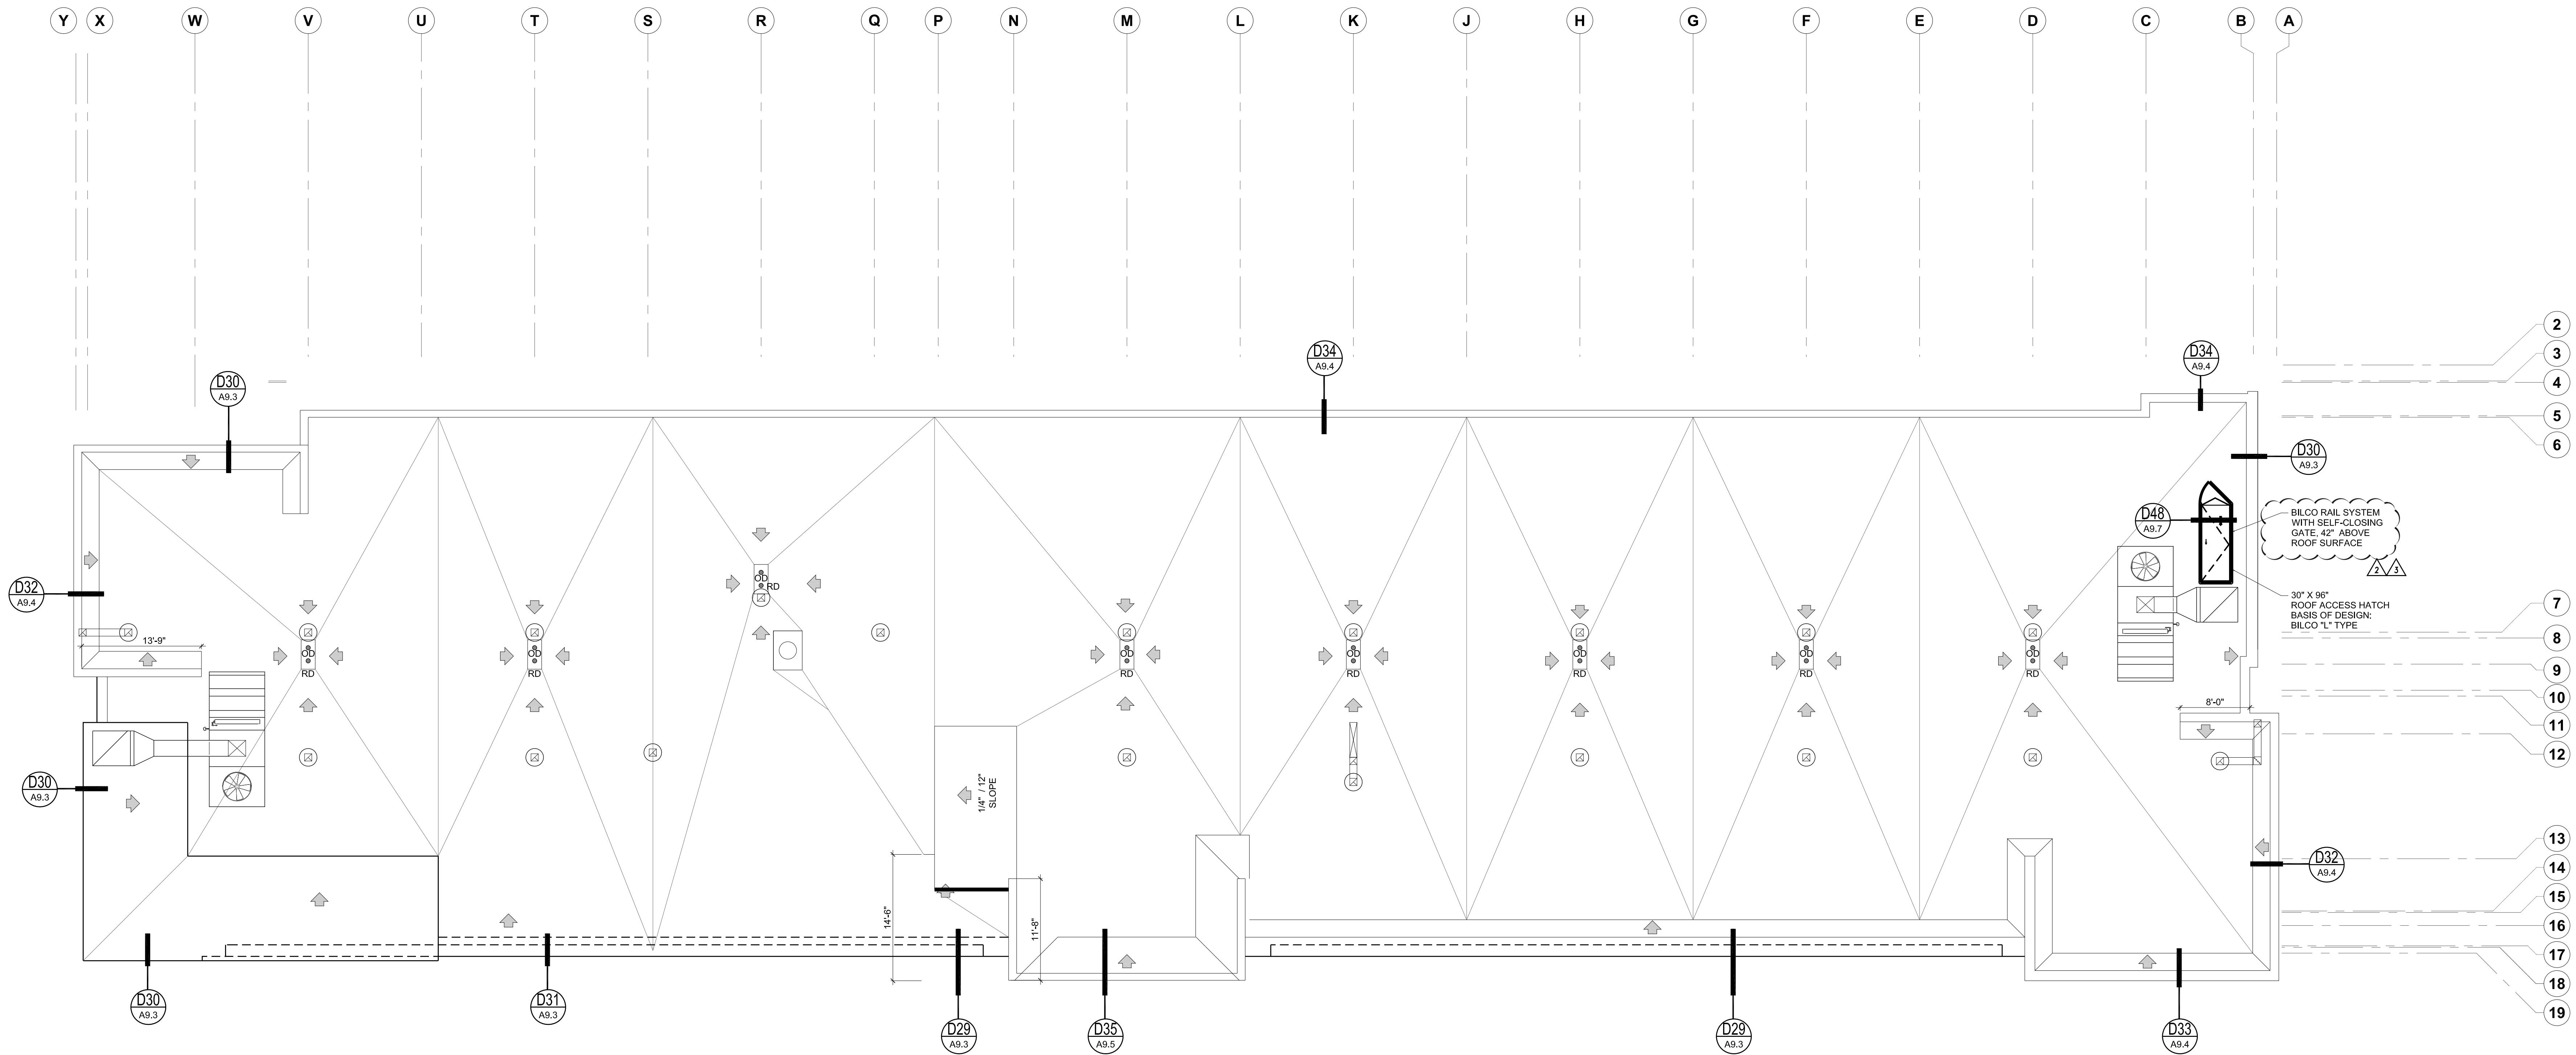 Y X W V U T S R Q P N M L K J H G F E D C B A
2
3
D34
A9.4
D34
A9.4
4
D30
A9.3
5
6
D30
A9.3
BILCO RAIL SYSTEM
WITH SELF-CLOSING
GATE, 42" ABOVE
ROOF SURFACE
D48
A9.7
2 3
OD
RD
D32
A9.4
30" X 96"
ROOF ACCESS HATCH
BASIS OF DESIGN:
BILCO "L" TYPE
7
8
13'-9"
OD OD OD OD OD OD OD
RD RD RD RD RD RD RD
9
10
8'-0"
11
12
D30
A9.3
1/4" / 12"
SLOPE
13
D32
A9.4
14
15
14'-6"
11'-8"
16
17
18
19
D30
A9.3
D31
A9.3
D29
A9.3
D35
A9.5
D29
A9.3
D33
A9.4